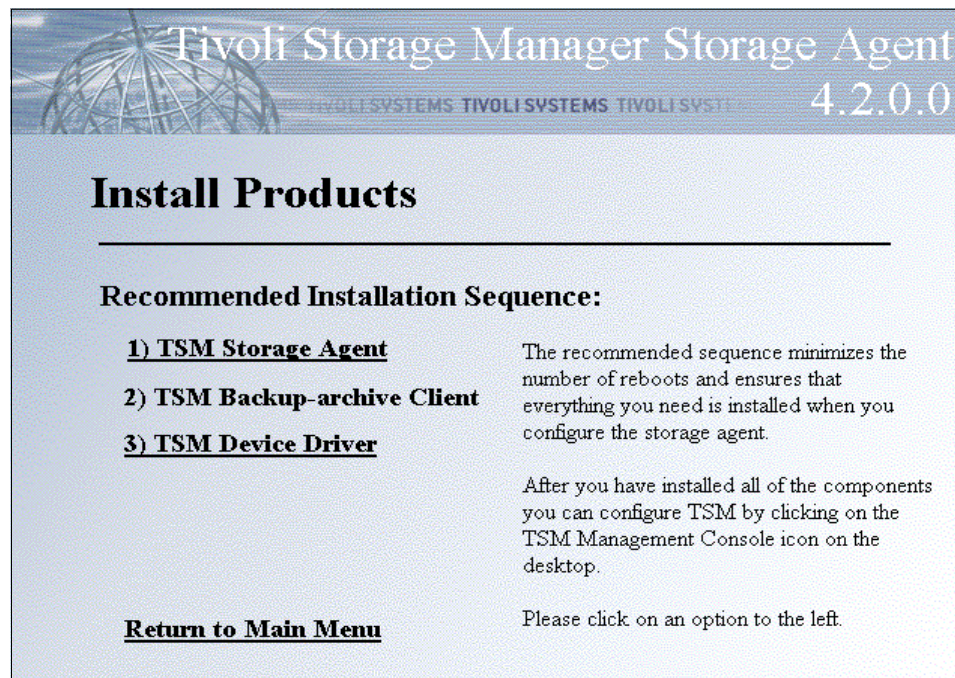 Tivoli Storage Manager Storage Agent
4.2.0.0
TIVOLI SYSTEMS TIVOLI SYSTEMS TIVOLI SYST
Install Products
Recommended Installation Sequence:
1) TSM Storage Agent
2) TSM Backup-archive Client
3) TSM Device Driver
The recommended sequence minimizes the
number of reboots and ensures that
everything you need is installed when you
configure the storage agent.
After you have installed all of the components
you can configure TSM by clicking on the
TSM Management Console icon on the
desktop.
Please click on an option to the left.
Return to Main Menu